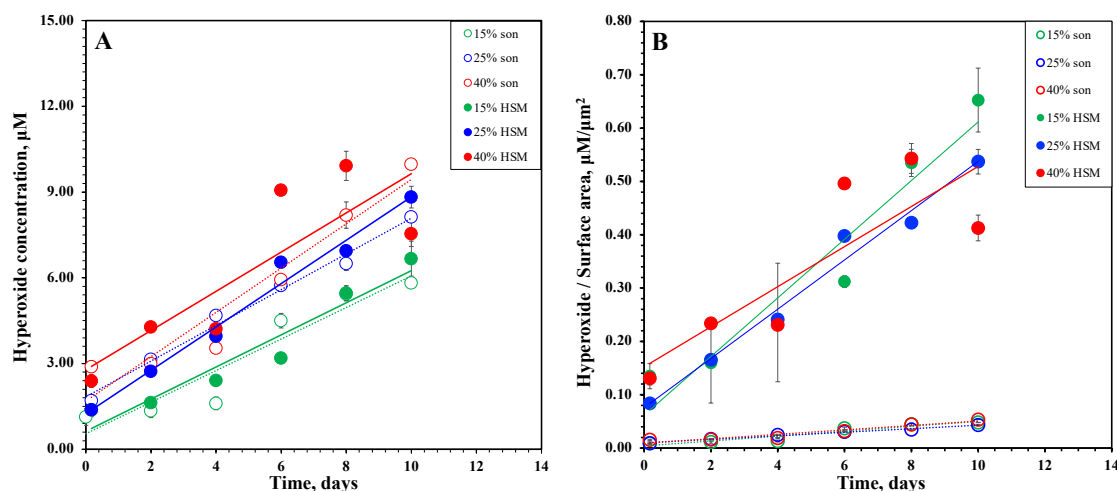 A
15.00
12.00
9.00
6.00
3.00
0.00
Hyperoxide concentration, µM
0 2 4 6 8 10 12 14
Time, days
15% son
25% son
40% son
15% HSM
25% HSM
40% HSM
B
0.80
0.70
0.60
0.50
0.40
0.30
0.20
0.10
0.00
Hyperoxide / Surface area, µM/µm²
0 2 4 6 8 10 12 14
Time, days
15% son
25% son
40% son
15% HSM
25% HSM
40% HSM